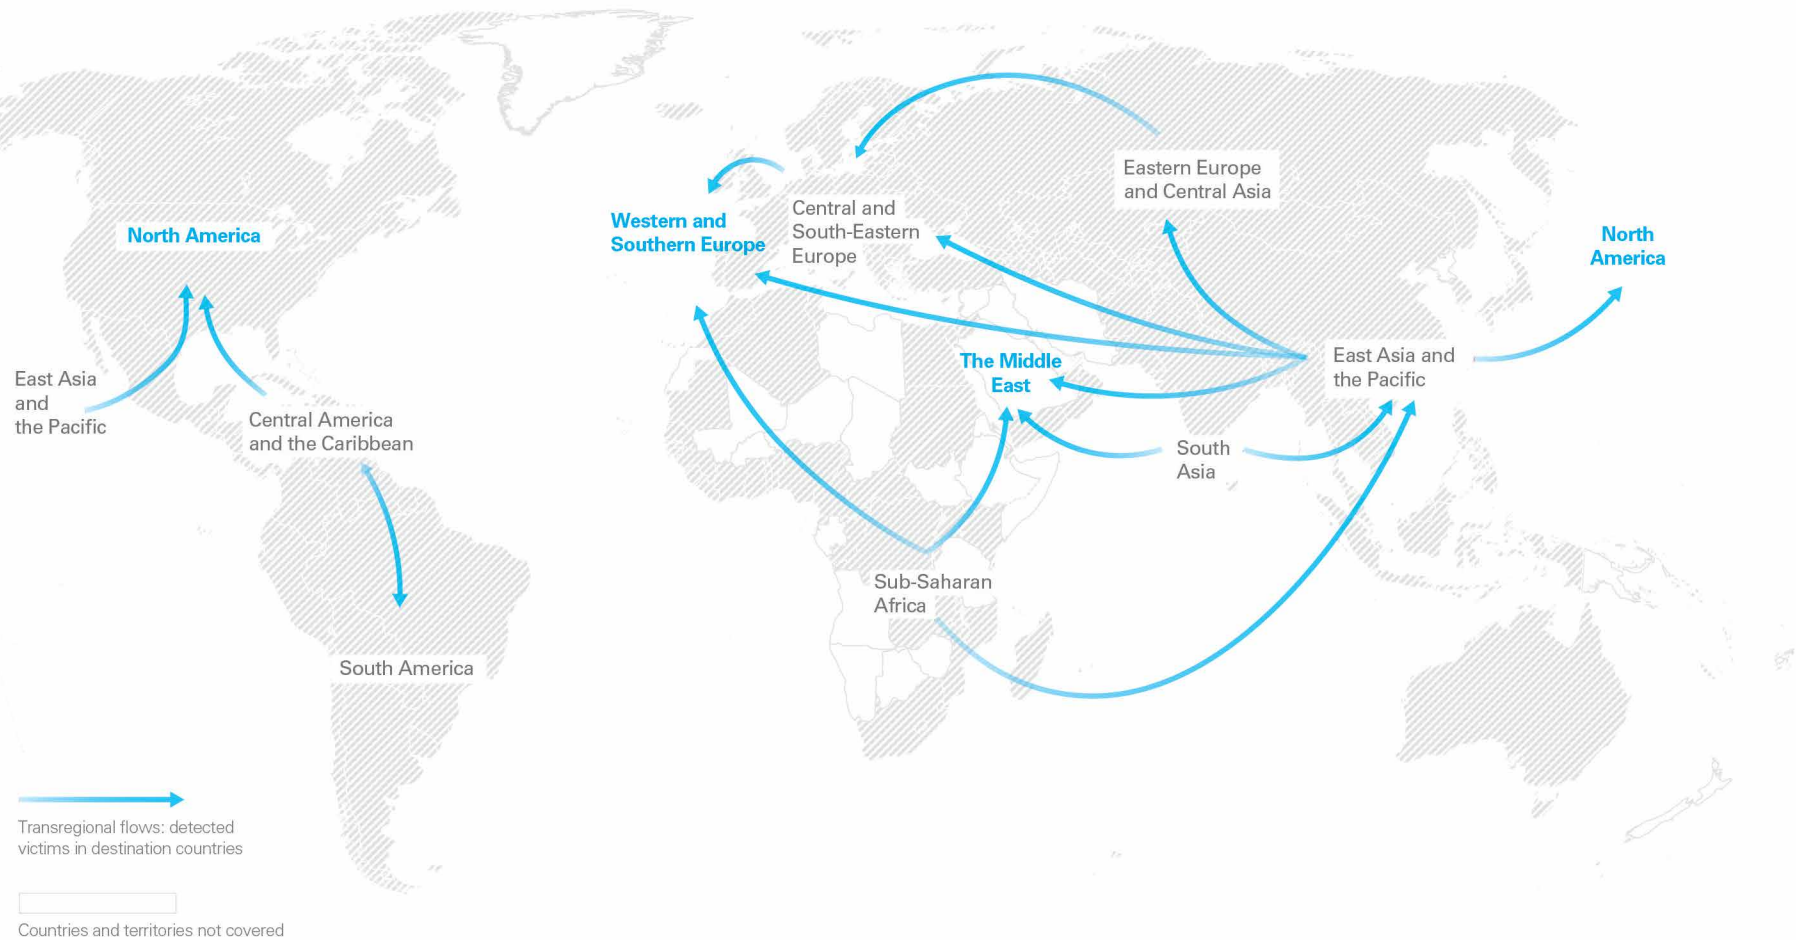 Eastern Europe
and Central Asia
Western and
Southern Europe
Central and
South-Eastern
Europe
North America
North
America
East Asia
and
the Pacific
Central America
and the Caribbean
The Middle
East
East Asia and
the Pacific
South
Asia
Sub-Saharan
Africa
South America
Transregional flows: detected
victims in destination countries
Countries and territories not covered